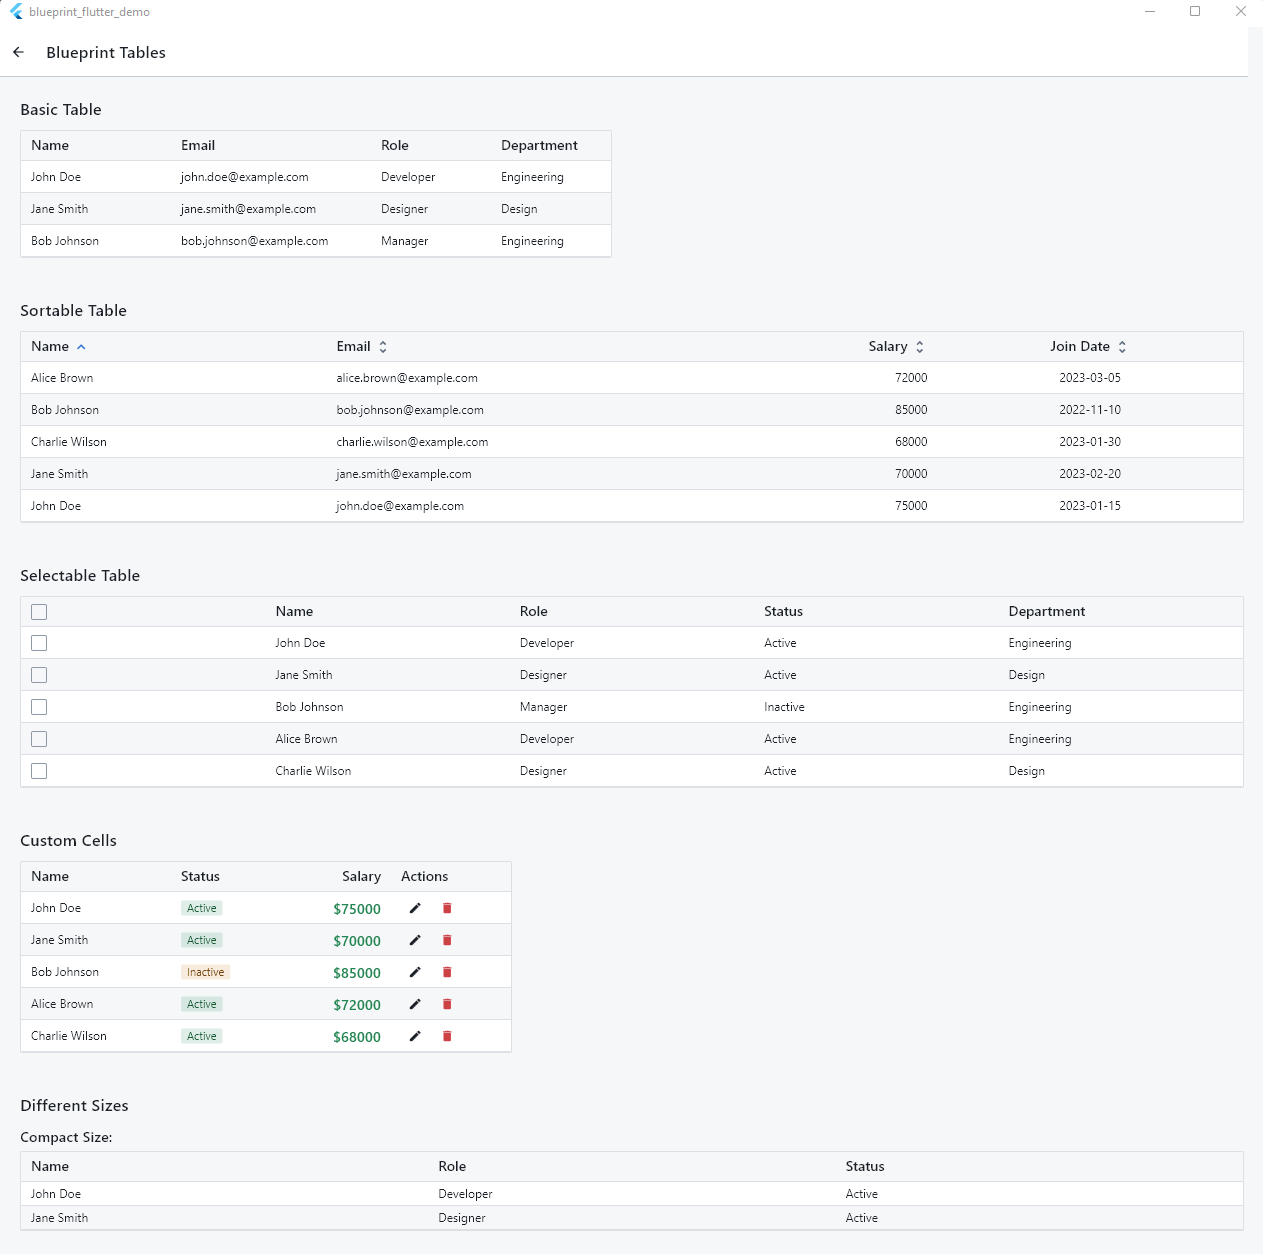 blueprint_flutter_demo
Blueprint Tables
Basic Table
Name Email Role Department
John Doe john.doe@example.com Developer Engineering
Jane Smith jane.smith@example.com Designer Design
Bob Johnson bob.johnson@example.com Manager Engineering
Sortable Table
Name Email Salary Join Date
Alice Brown alice.brown@example.com 72000 2023-03-05
Bob Johnson bob.johnson@example.com 85000 2022-11-10
Charlie Wilson charlie.wilson@example.com 68000 2023-01-30
Jane Smith jane.smith@example.com 70000 2023-02-20
John Doe john.doe@example.com 75000 2023-01-15
Selectable Table
Name Role Status Department
John Doe Developer Active Engineering
Jane Smith Designer Active Design
Bob Johnson Manager Inactive Engineering
Alice Brown Developer Active Engineering
Charlie Wilson Designer Active Design
Custom Cells
Name Status Salary Actions
John Doe Active $75000
Jane Smith Active $70000
Bob Johnson Inactive $85000
Alice Brown Active $72000
Charlie Wilson Active $68000
Different Sizes
Compact Size:
Name Role Status
John Doe Developer Active
Jane Smith Designer Active